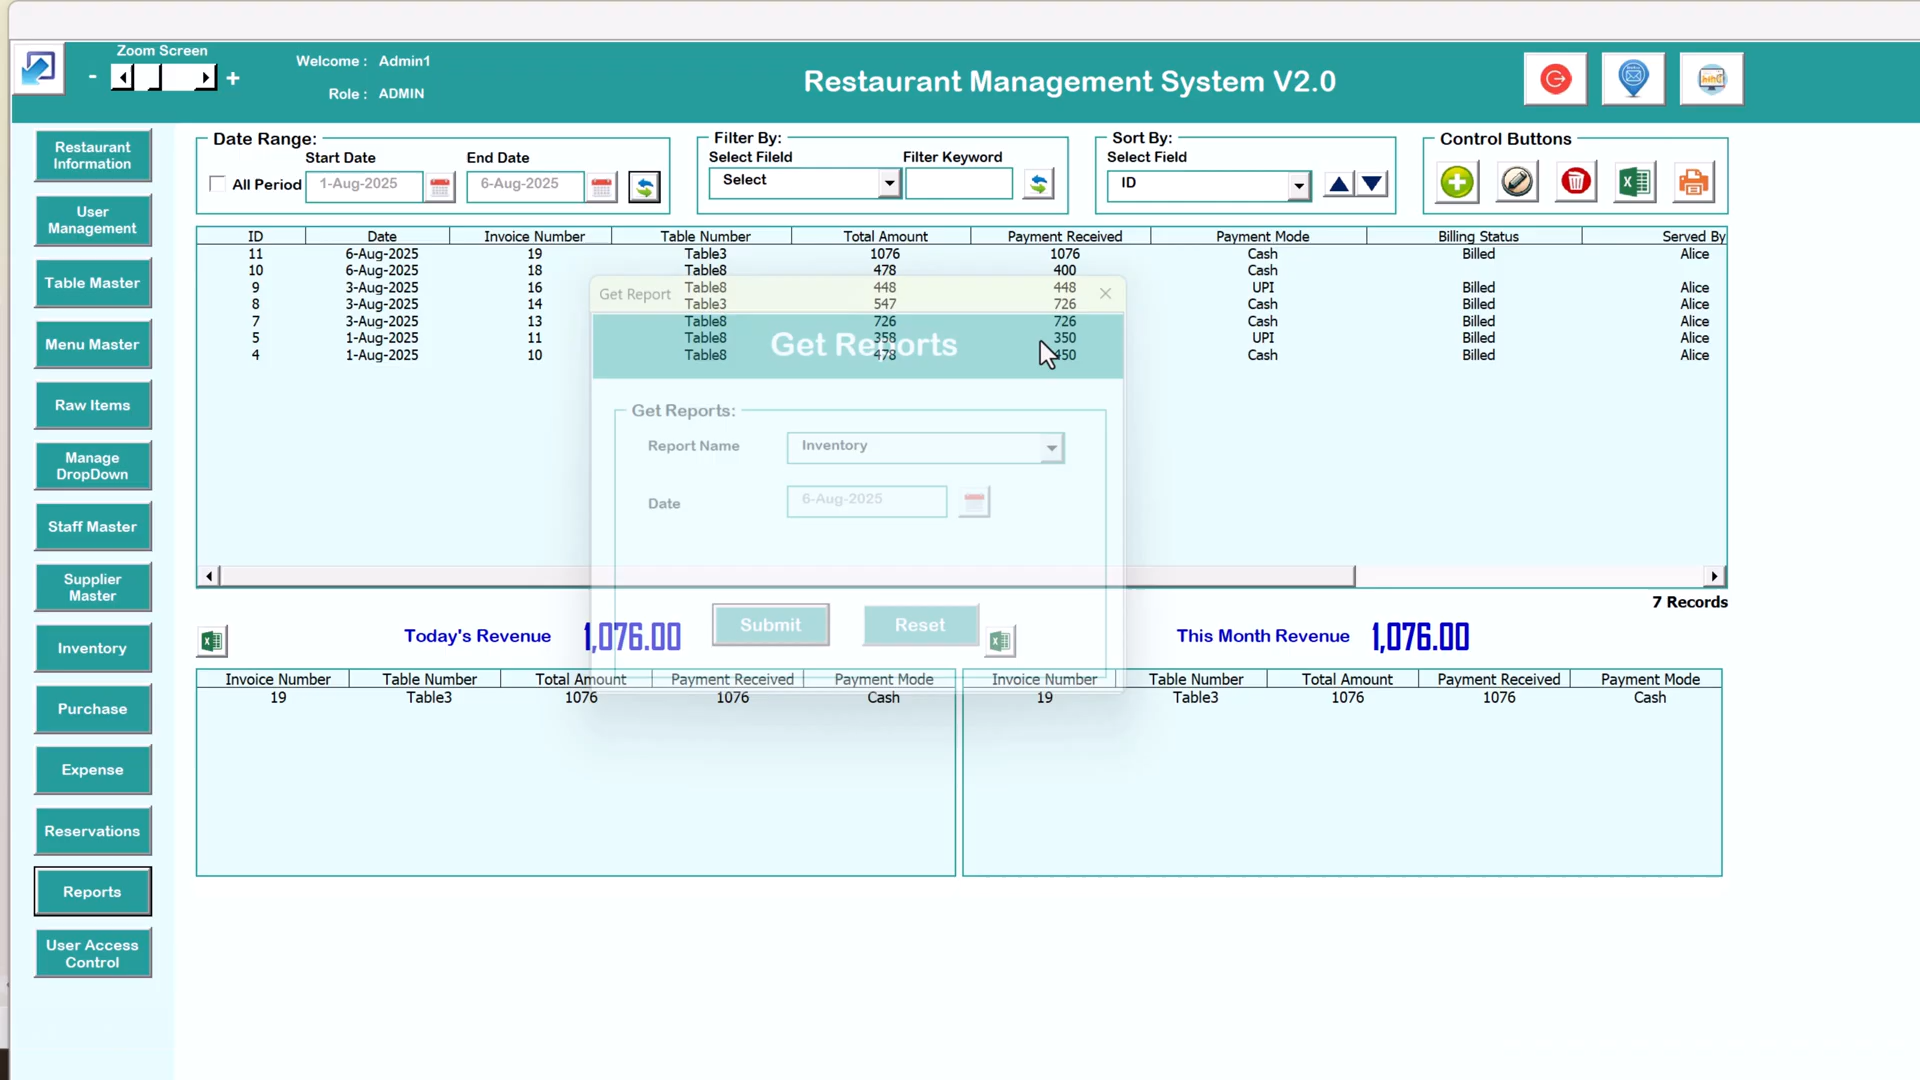 Zoom Screen
- +
Welcome : Admin1
Role : ADMIN
Restaurant Management System V2.0
Restaurant
Information
User
Management
Table Master
Menu Master
Raw Items
Manage
DropDown
Staff Master
Supplier
Master
Inventory
Purchase
Expense
Reservations
Reports
User Access
Control
Date Range:
Start Date End Date
All Period 1-Aug-2025 6-Aug-2025
Filter By:
Select Fileld Filter Keyword
Select
Sort By:
Select Field
ID
Control Buttons
ID Date Invoice Number Table Number Total Amount Payment Received Payment Mode Billing Status Served By
11 6-Aug-2025 19 Table3 1076 1076 Cash Billed Alice
10 6-Aug-2025 18 Table8 478 400 Cash
9 3-Aug-2025 16 Table8 448 448 UPI Billed Alice
8 3-Aug-2025 14 Table3 547 726 Cash Billed Alice
7 3-Aug-2025 13 Table8 726 726 Cash Billed Alice
5 1-Aug-2025 11 Table8 358 350 UPI Billed Alice
4 1-Aug-2025 10 Table8 478 450 Cash Billed Alice
Get Report
Get Reports
Get Reports:
Report Name Inventory
Date 6-Aug-2025
Submit Reset
7 Records
Today's Revenue 1,076.00
This Month Revenue 1,076.00
Invoice Number Table Number Total Amount Payment Received Payment Mode
19 Table3 1076 1076 Cash
Invoice Number Table Number Total Amount Payment Received Payment Mode
19 Table3 1076 1076 Cash